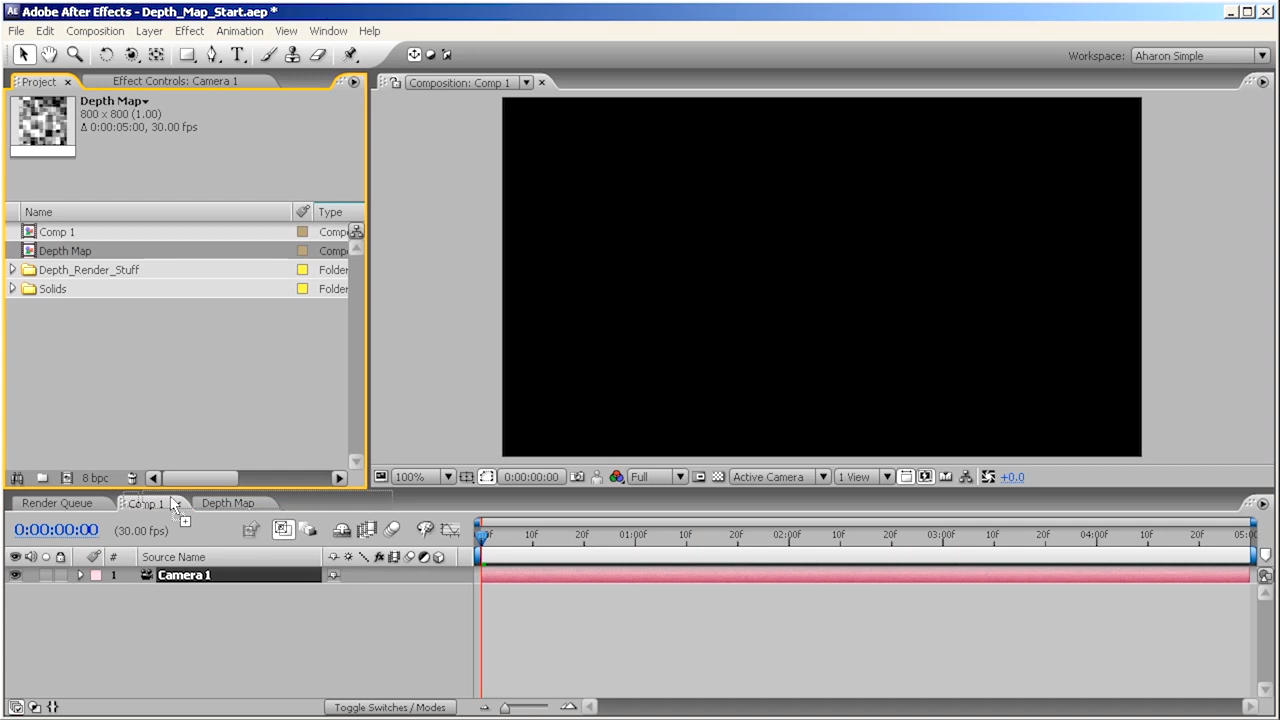 Adobe After Effects - Depth_Map_Start.aep *
File Edit Composition Layer Effect Animation View Window Help
Workspace: Aharon Simple
Project × Effect Controls: Camera 1
Composition: Comp 1
Depth Map
800 x 800 (1.00)
Δ 0:00:05:00, 30.00 fps
Name Type
Comp 1 Comp
Depth Map Comp
Depth_Render_Stuff Folder
Solids Folder
8 bpc
100% 0:00:00:00 Full Active Camera 1 View +0.0
Render Queue Comp 1 Depth Map
0:00:00:00 (30.00 fps)
10F 20F 01:00F 10F 20F 02:00F 10F 20F 03:00F 10F 20F 04:00F 10F 20F 05:00
# Source Name
1 Camera 1
Toggle Switches / Modes